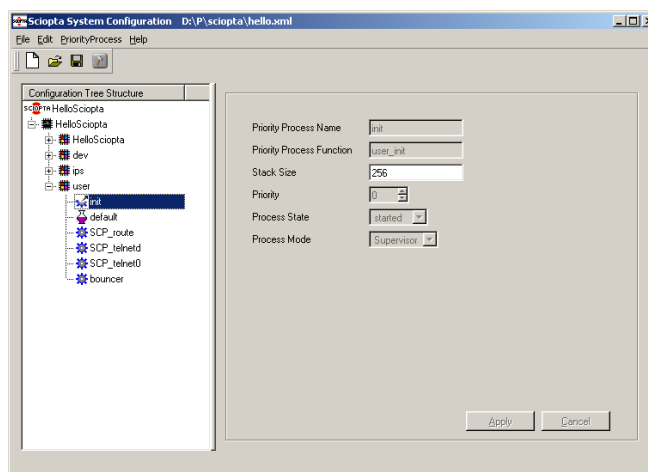 Sciopta System Configuration D:\P\sciopta\hello.xml
File Edit PriorityProcess Help
Configuration Tree Structure
SCIOPTA HelloSciopta
HelloSciopta
HelloSciopta
dev
ips
user
init
default
SCP_route
SCP_telnetd
SCP_telnet0
bouncer
Priority Process Name init
Priority Process Function user_init
Stack Size 256
Priority 0
Process State started
Process Mode Supervisor
Apply Cancel